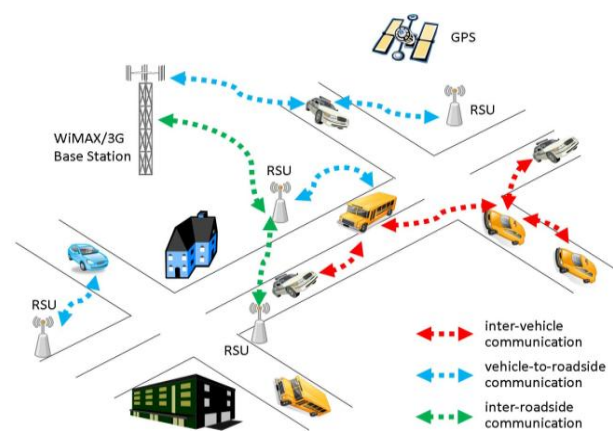 GPS
RSU
WiMAX/3G
Base Station
RSU
RSU
RSU
inter-vehicle
communication
vehicle-to-roadside
communication
inter-roadside
communication